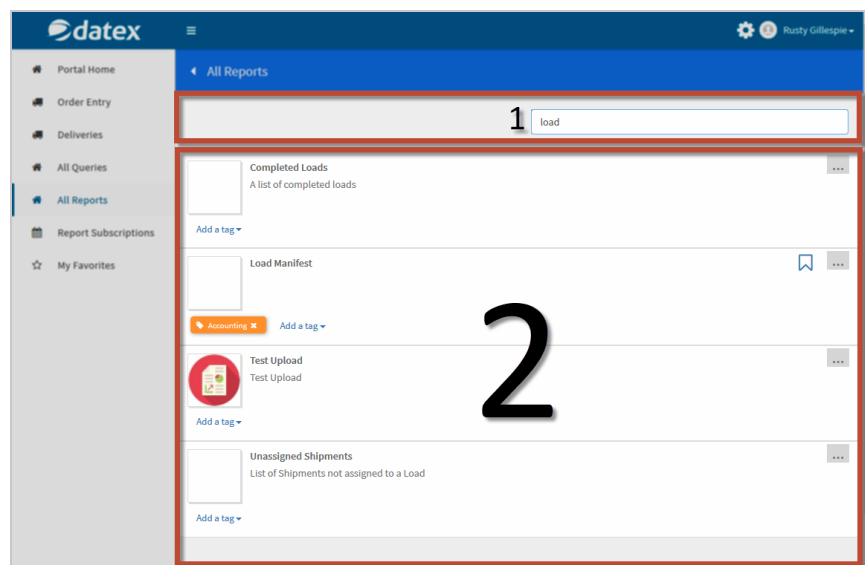 datex
Rusty Gillespie
Portal Home
Order Entry
Deliveries
All Queries
All Reports
Report Subscriptions
My Favorites
All Reports
1
load
Completed Loads
...
A list of completed loads
Add a tag
Load Manifest
...
Accounting
Add a tag
2
Test Upload
...
Test Upload
Add a tag
Unassigned Shipments
...
List of Shipments not assigned to a Load
Add a tag